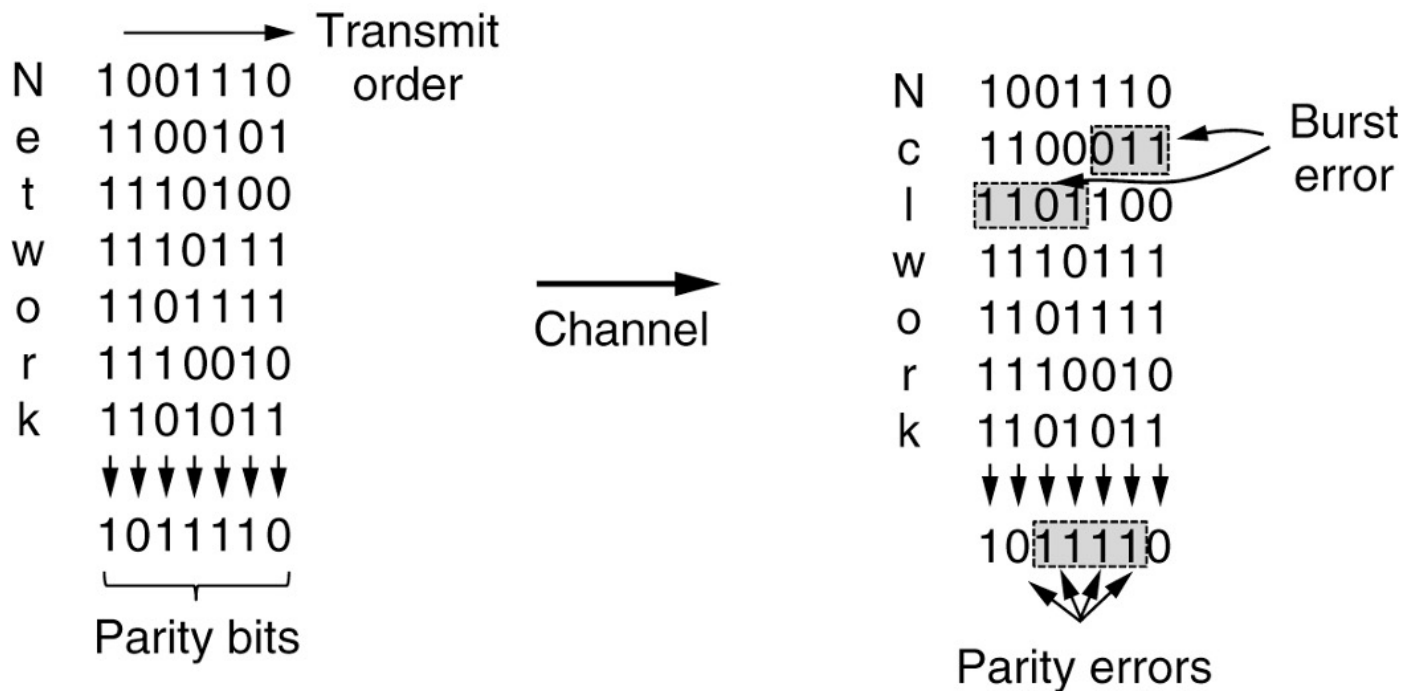 Transmit
order
N 1001110
e 1100101
t 1110100
w 1110111
o 1101111
r 1110010
k 1101011
1011110
Parity bits
Channel
N 1001110
c 1100011
l 1101100
w 1110111
o 1101111
r 1110010
k 1101011
1011110
Burst
error
Parity errors